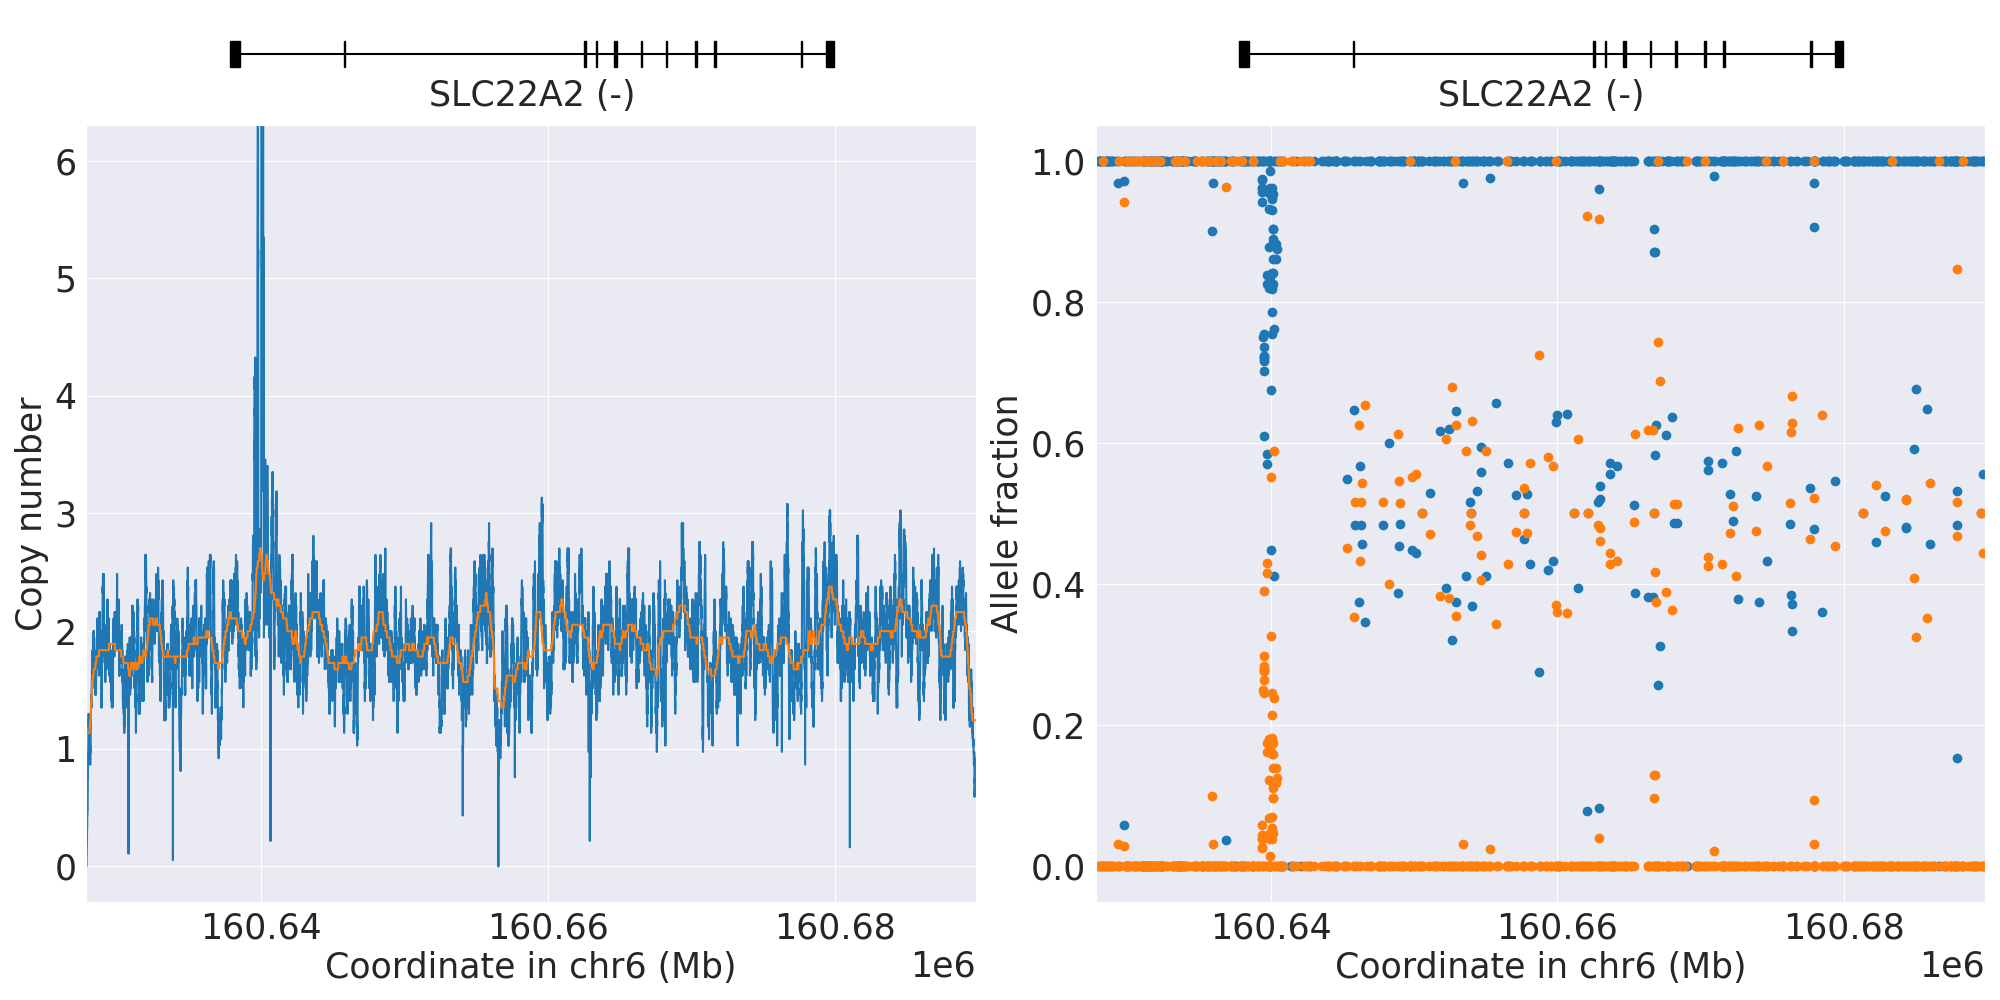 SLC22A2 (-)
Copy number
6
5
4
3
2
1
0
160.64
160.66
160.68
Coordinate in chr6 (Mb)
1e6
SLC22A2 (-)
Allele fraction
1.0
0.8
0.6
0.4
0.2
0.0
160.64
160.66
160.68
Coordinate in chr6 (Mb)
1e6